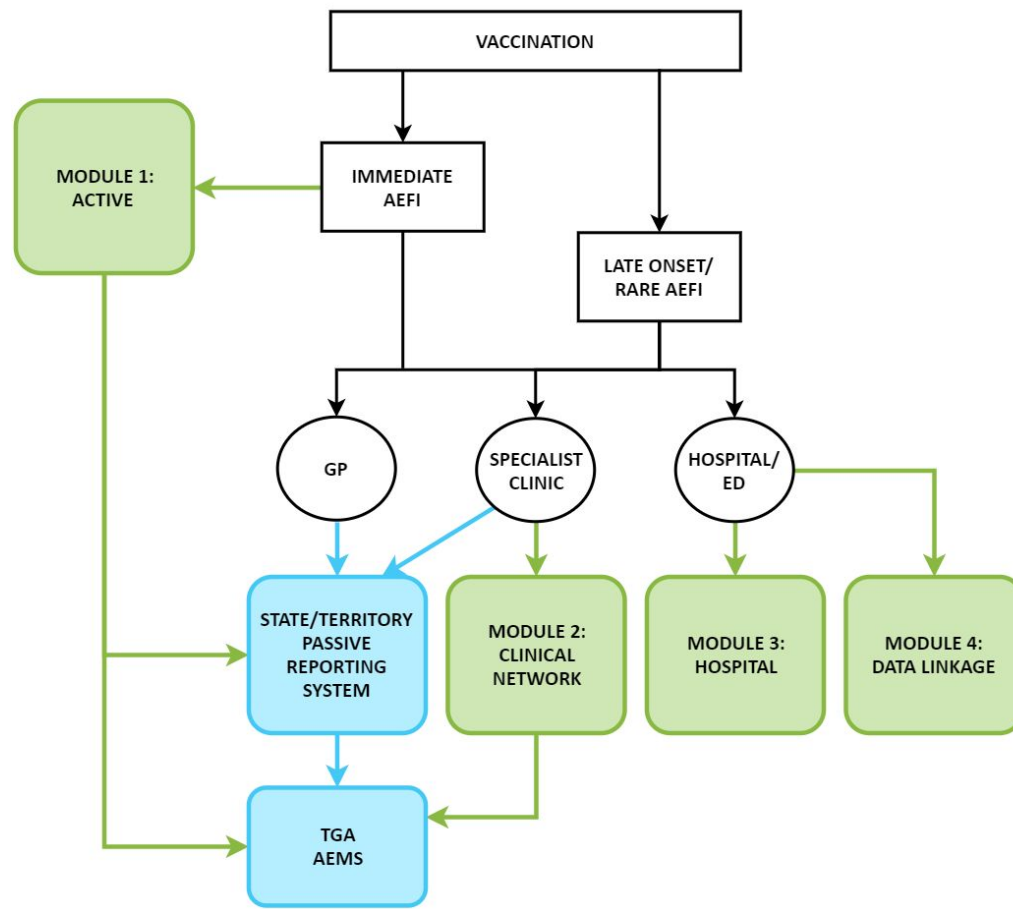 VACCINATION
MODULE 1:
ACTIVE
IMMEDIATE
AEFI
LATE ONSET/
RARE AEFI
GP
SPECIALIST
CLINIC
HOSPITAL/
ED
STATE/TERRITORY
PASSIVE
REPORTING
SYSTEM
MODULE 2:
CLINICAL
NETWORK
MODULE 3:
HOSPITAL
MODULE 4:
DATA LINKAGE
TGA
AEMS